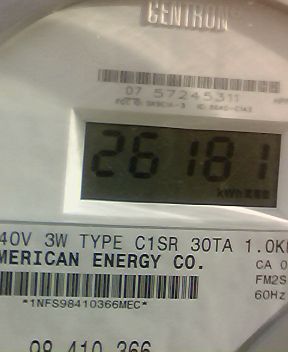 CENTRON
07 57245311
26181
kWh
40V 3W TYPE C1SR 30TA 1.0K
MERICAN ENERGY CO.
CA 0
FM2S
60Hz
*1NFS98410366MEC*
98 410 366